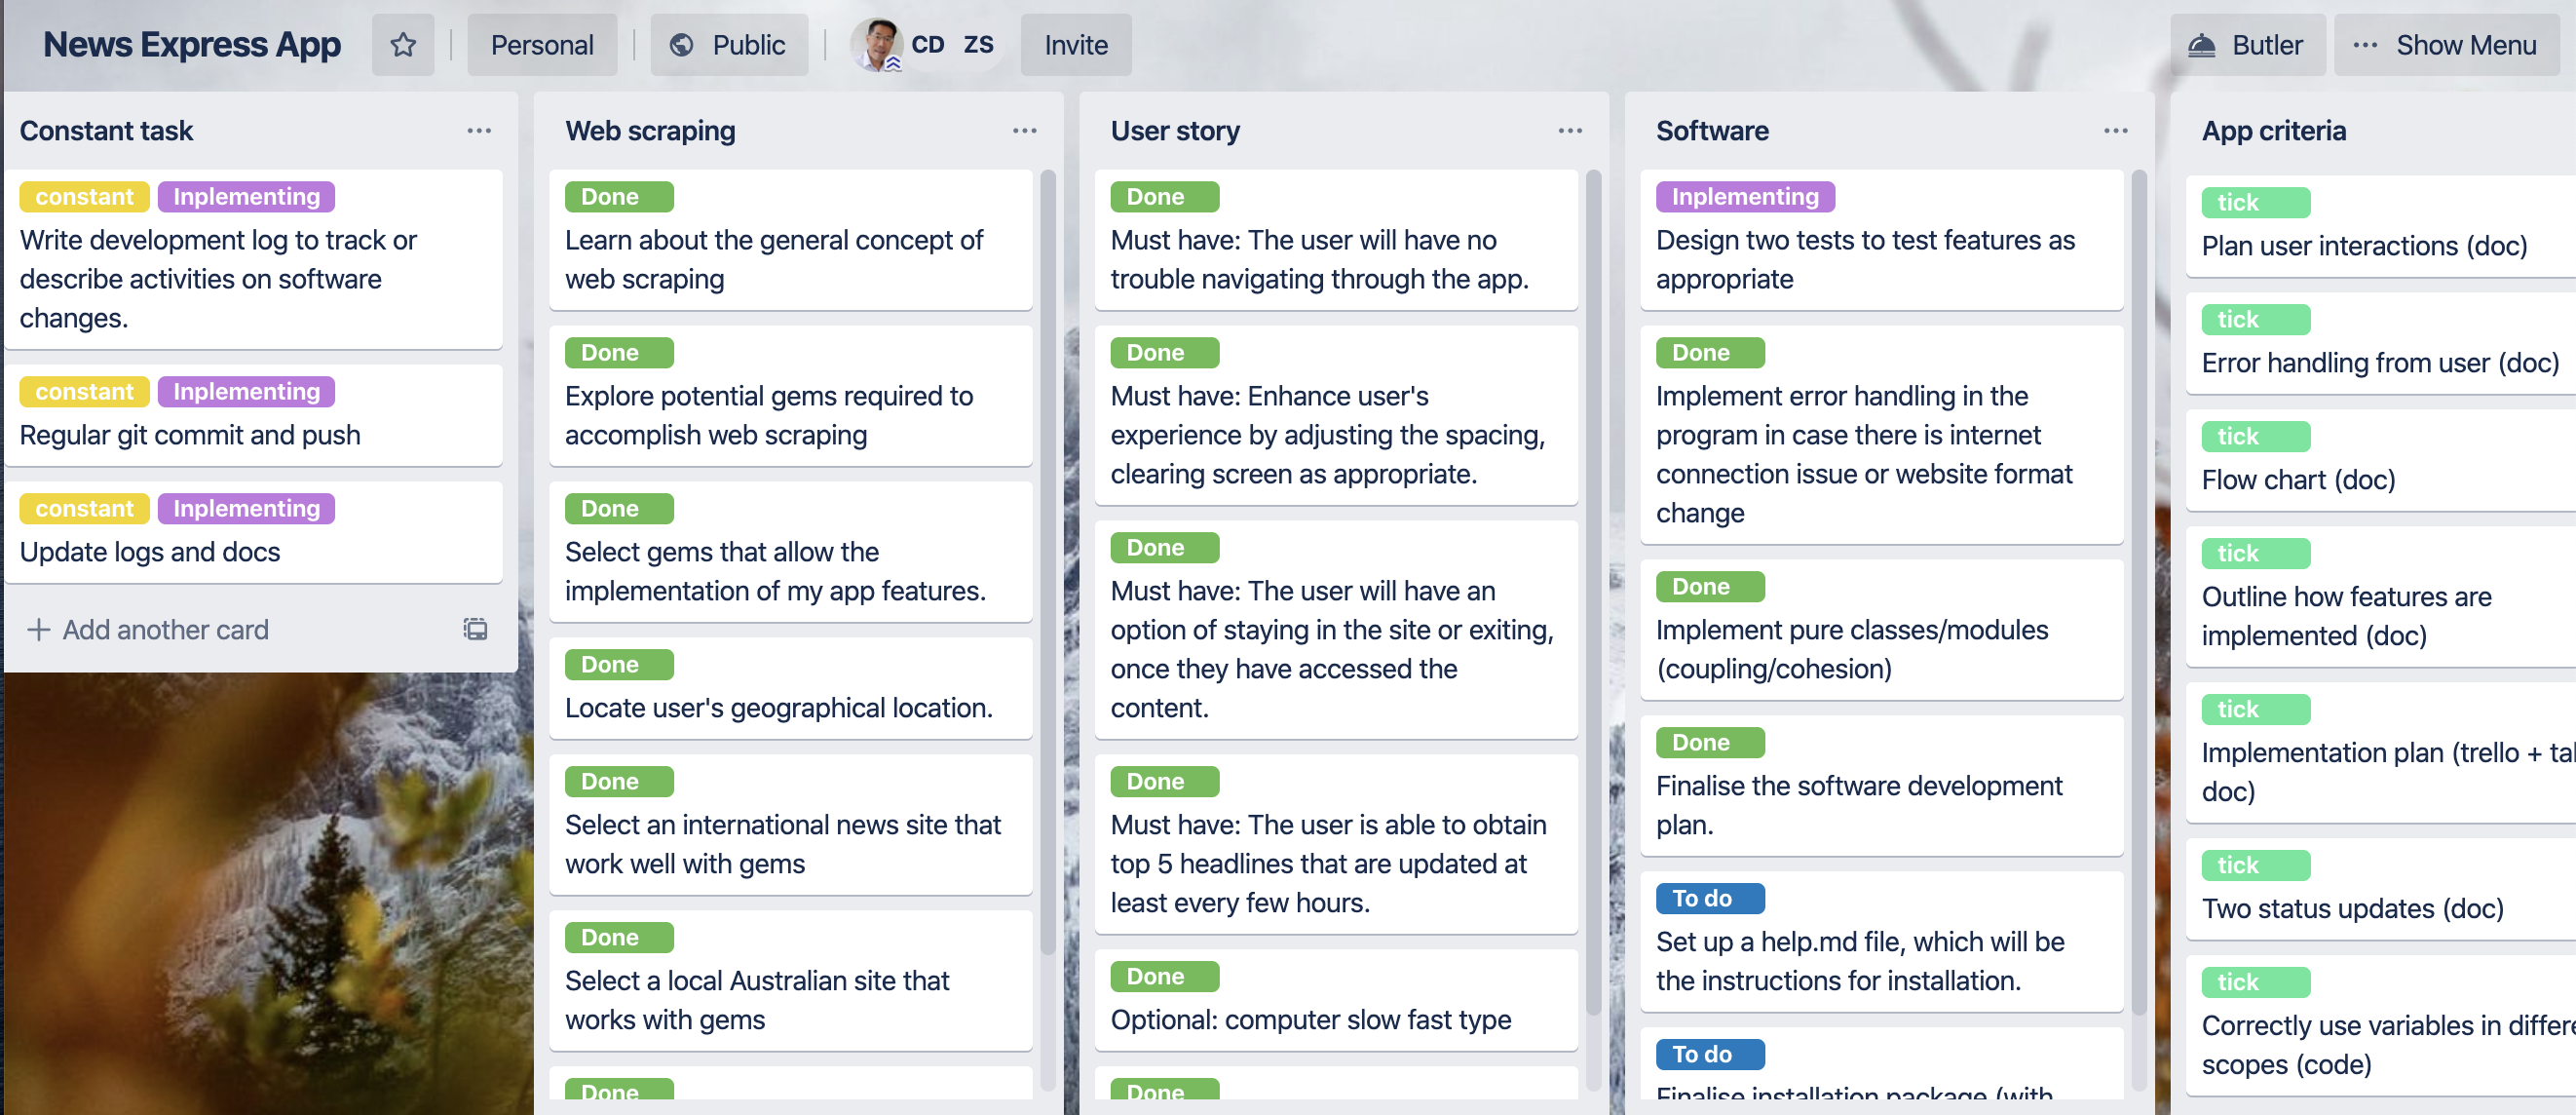 News Express App
Personal
Public
CD ZS
Invite
Butler
... Show Menu
Constant task
constant Inplementing
Write development log to track or
describe activities on software
changes.
constant Inplementing
Regular git commit and push
constant Inplementing
Update logs and docs
+ Add another card
Web scraping
Done
Learn about the general concept of
web scraping
Done
Explore potential gems required to
accomplish web scraping
Done
Select gems that allow the
implementation of my app features.
Done
Locate user's geographical location.
Done
Select an international news site that
work well with gems
Done
Select a local Australian site that
works with gems
Done
User story
Done
Must have: The user will have no
trouble navigating through the app.
Done
Must have: Enhance user's
experience by adjusting the spacing,
clearing screen as appropriate.
Done
Must have: The user will have an
option of staying in the site or exiting,
once they have accessed the
content.
Done
Must have: The user is able to obtain
top 5 headlines that are updated at
least every few hours.
Done
Optional: computer slow fast type
Done
Software
Inplementing
Design two tests to test features as
appropriate
Done
Implement error handling in the
program in case there is internet
connection issue or website format
change
Done
Implement pure classes/modules
(coupling/cohesion)
Done
Finalise the software development
plan.
To do
Set up a help.md file, which will be
the instructions for installation.
To do
Finalise installation package (with
App criteria
tick
Plan user interactions (doc)
tick
Error handling from user (doc)
tick
Flow chart (doc)
tick
Outline how features are
implemented (doc)
tick
Implementation plan (trello +
doc)
tick
Two status updates (doc)
tick
Correctly use variables in
scopes (code)